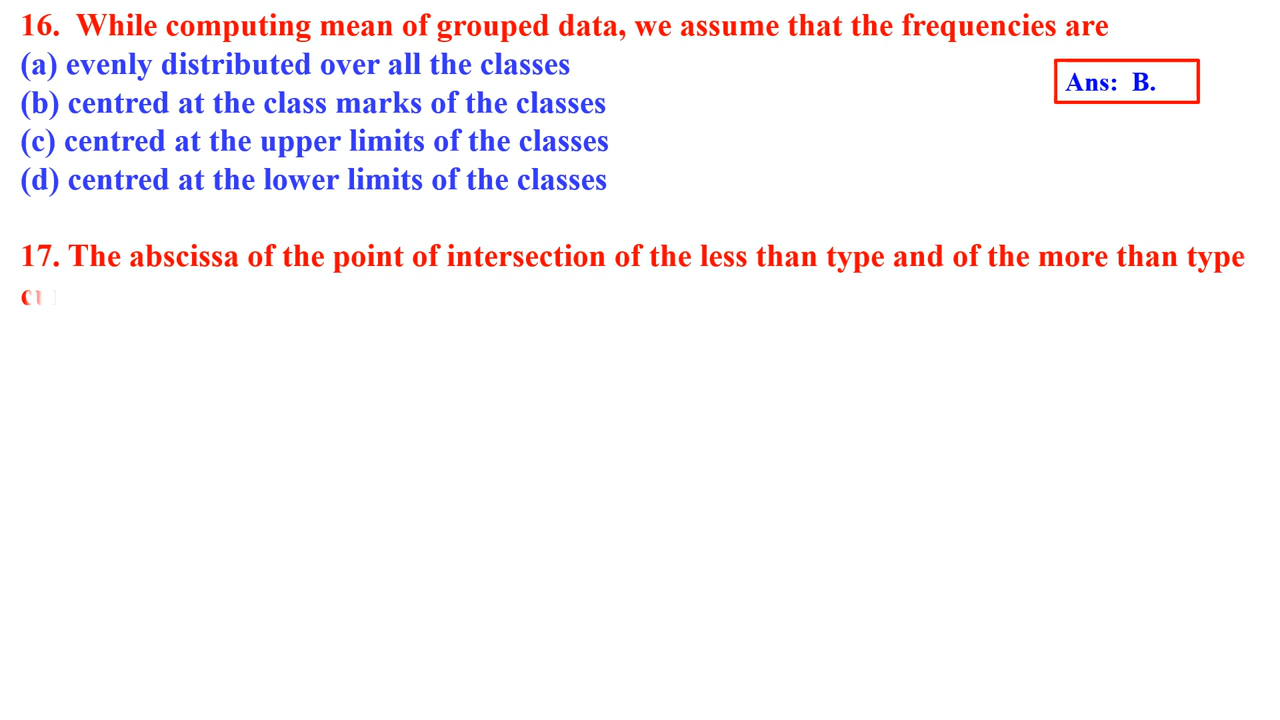 16. While computing mean of grouped data, we assume that the frequencies are
(a) evenly distributed over all the classes
Ans: B.
(b) centred at the class marks of the classes
(c) centred at the upper limits of the classes
(d) centred at the lower limits of the classes
17. The abscissa of the point of intersection of the less than type and of the more than type